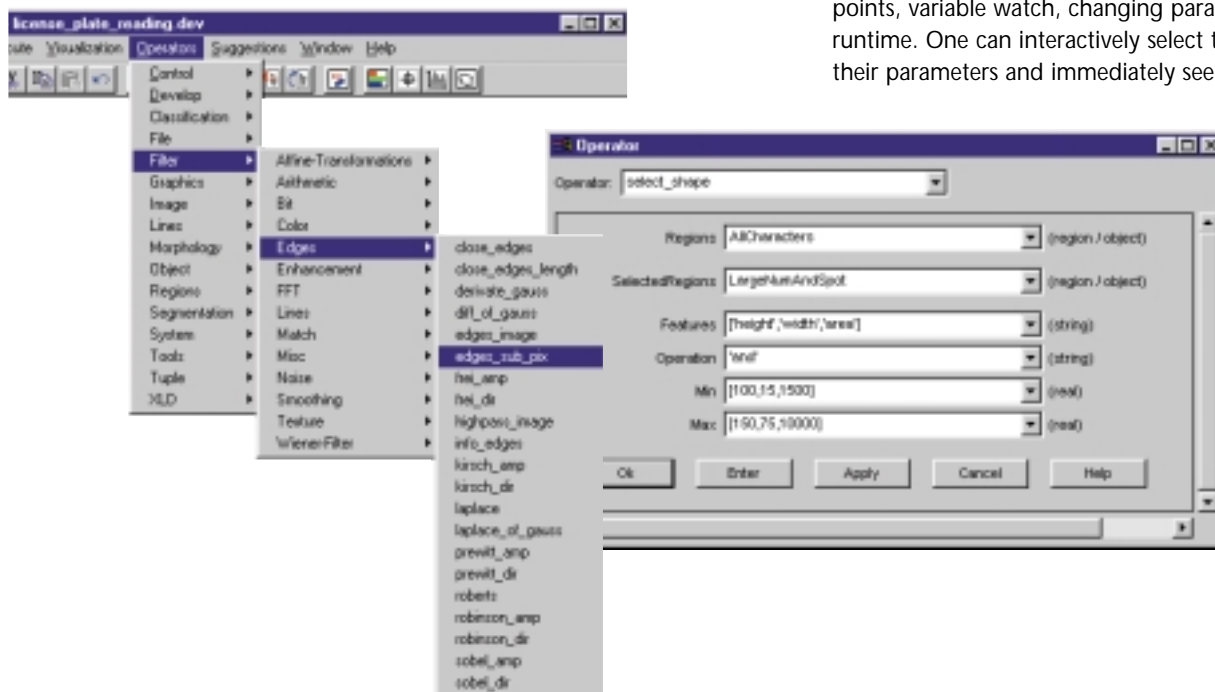 points, variable watch, changing para
runtime. One can interactively select t
their parameters and immediately see
license_plate_reading.dev
cute Visualization Operators Suggestions Window Help
Control
Develop
Classification
File
Filter
Graphics
Image
Lines
Morphology
Object
Regions
Segmentation
System
Tools
Tuple
XLD
Affine-Transformations
Arithmetic
Bit
Color
Edges
Enhancement
FFT
Lines
Match
Misc
Noise
Smoothing
Texture
Wiener-Filter
close_edges
close_edges_length
derivate_gauss
diff_of_gauss
edges_image
edges_sub_pix
frei_amp
frei_dir
highpass_image
info_edges
kirsch_amp
kirsch_dir
laplace
laplace_of_gauss
prewitt_amp
prewitt_dir
roberts
robinson_amp
robinson_dir
sobel_amp
sobel_dir
Operator
Operator: select_shape
Regions AllCharacters (region / object)
SelectedRegions LargeNumAndSpot (region / object)
Features ['height','width','area'] (string)
Operation 'and' (string)
Min [100,15,1500] (real)
Max [150,75,10000] (real)
Ok Enter Apply Cancel Help